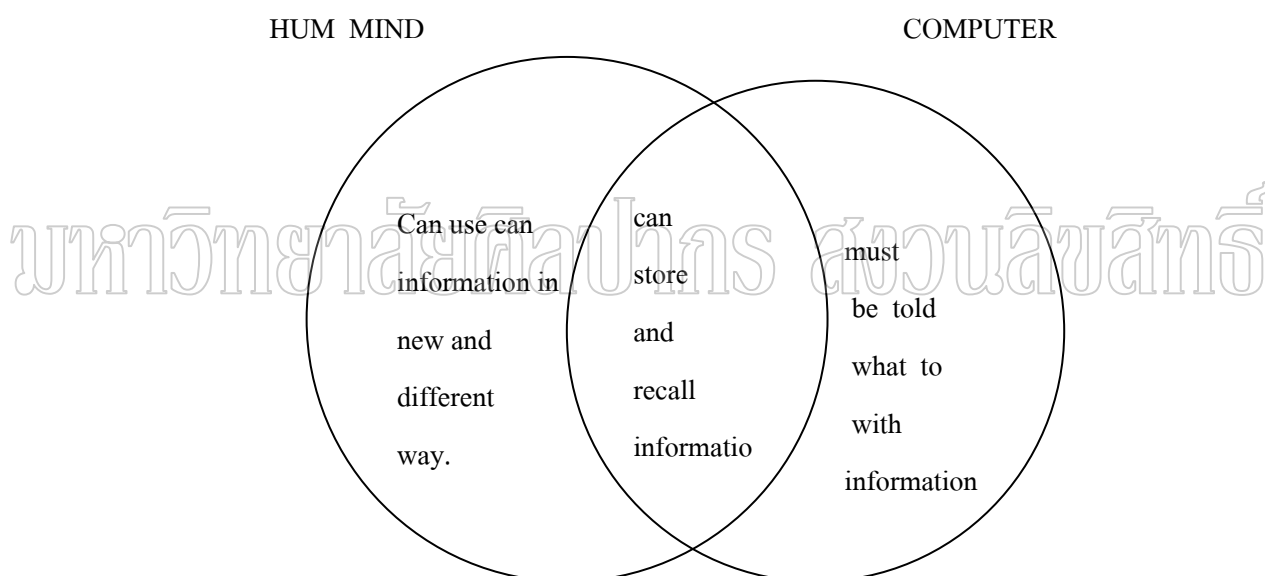 HUM MIND
COMPUTER
Can use can
information in
new and
different
way.
can
store
and
recall
informatio
must
be told
what to
with
information
มหาวิทยาลัยศิลปากร สงวนลิขสิทธิ์